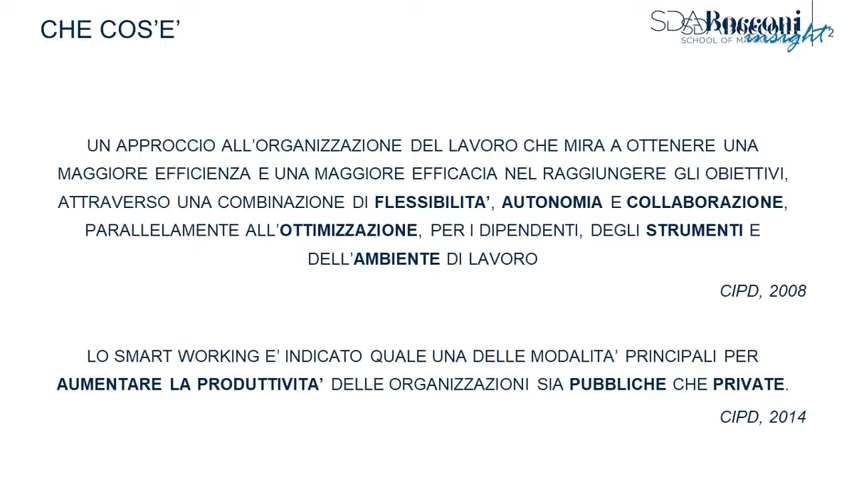 CHE COS'E'
SDA Bocconi
SCHOOL OF
insight
2
UN APPROCCIO ALL'ORGANIZZAZIONE DEL LAVORO CHE MIRA A OTTENERE UNA
MAGGIORE EFFICIENZA E UNA MAGGIORE EFFICACIA NEL RAGGIUNGERE GLI OBIETTIVI,
ATTRAVERSO UNA COMBINAZIONE DI FLESSIBILITA', AUTONOMIA E COLLABORAZIONE,
PARALLELAMENTE ALL'OTTIMIZZAZIONE, PER I DIPENDENTI, DEGLI STRUMENTI E
DELL'AMBIENTE DI LAVORO
CIPD, 2008
LO SMART WORKING E' INDICATO QUALE UNA DELLE MODALITA' PRINCIPALI PER
AUMENTARE LA PRODUTTIVITA' DELLE ORGANIZZAZIONI SIA PUBBLICHE CHE PRIVATE.
CIPD, 2014